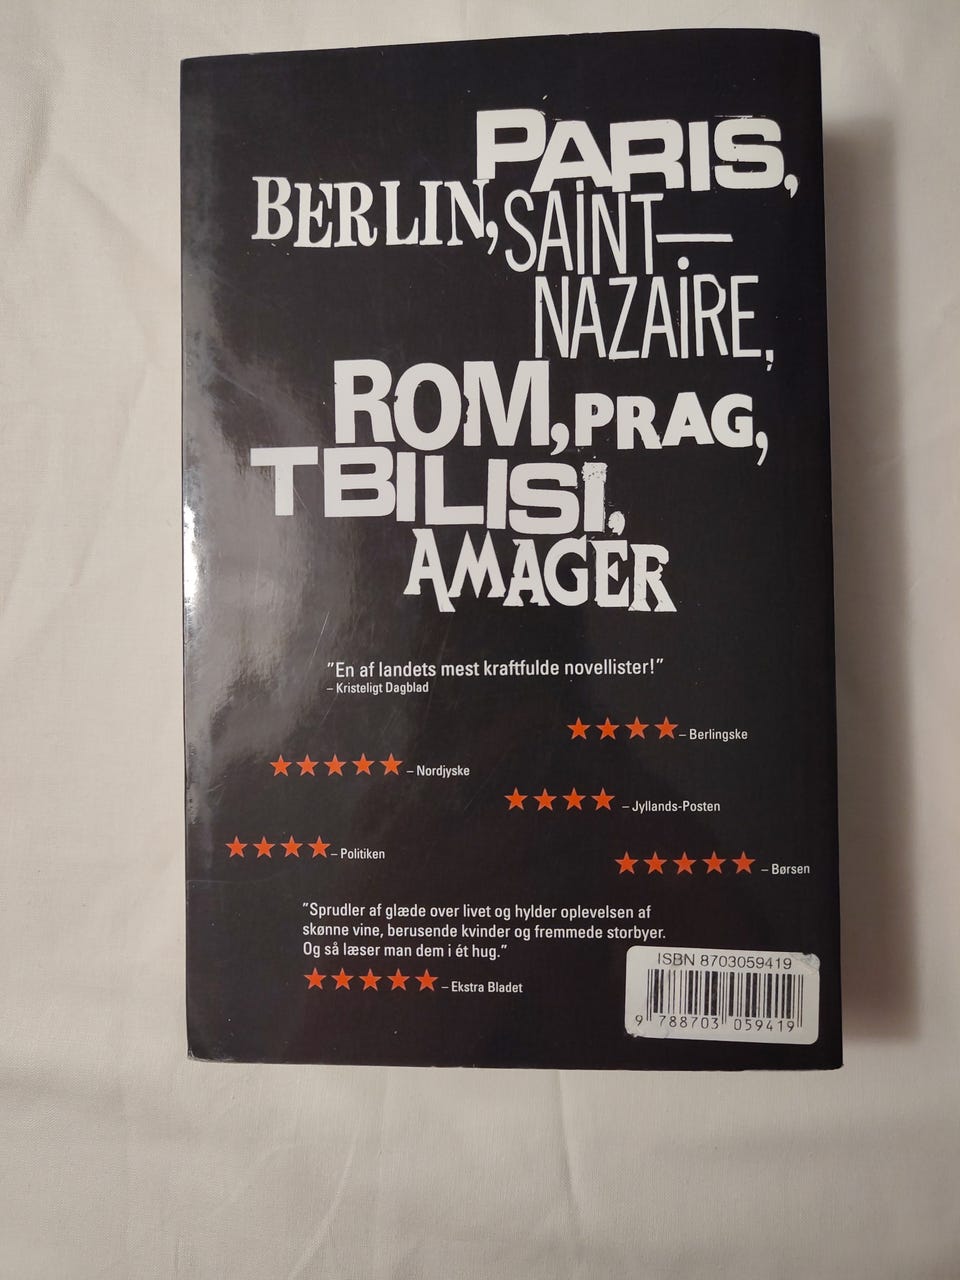 PARIS,
BERLIN, SAINT-
NAZAIRE,
ROM, PRAG,
TBILISI,
AMAGER
"En af landets mest kraftfulde novellister!"
– Kristeligt Dagblad
– Berlingske
– Nordjyske
– Jyllands-Posten
– Politiken
– Børsen
"Sprudler af glæde over livet og hylder oplevelsen af
skønne vine, berusende kvinder og fremmede storbyer.
Og så læser man dem i ét hug."
– Ekstra Bladet
ISBN 8703059419
9 788703 059419